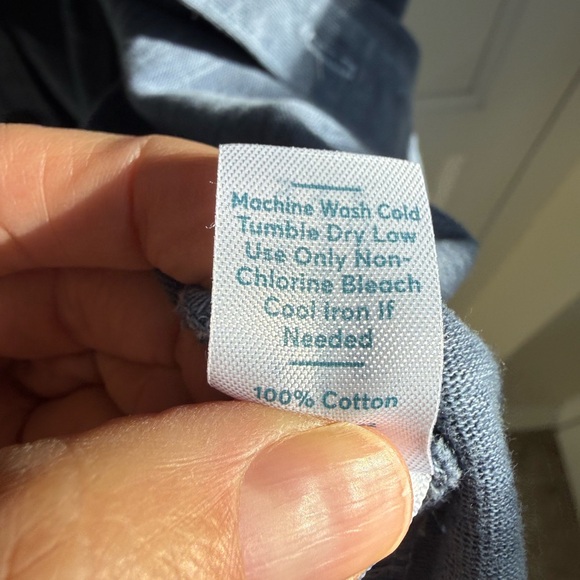 Machine Wash Cold
Tumble Dry Low
Use Only Non-
Chlorine Bleach
Cool iron If
Needed
100% Cotton